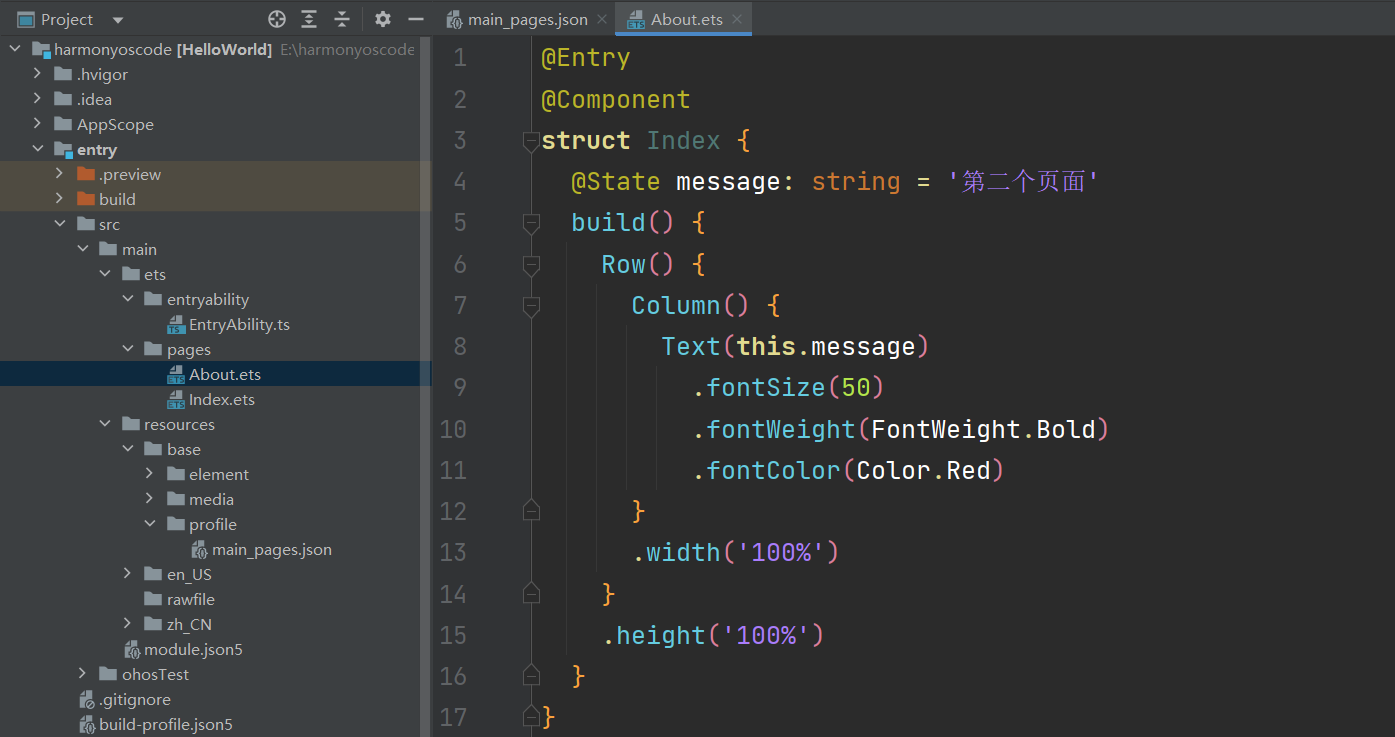 Project
main_pages.json
About.ets
harmonyoscode [HelloWorld] E:\harmonyoscode
.hvigor
.idea
AppScope
entry
.preview
build
src
main
ets
entryability
EntryAbility.ts
pages
About.ets
Index.ets
resources
base
element
media
profile
main_pages.json
en_US
rawfile
zh_CN
module.json5
ohosTest
.gitignore
build-profile.json5
1 @Entry
2 @Component
3 struct Index {
4 @State message: string = '第二个页面'
5 build() {
6 Row() {
7 Column() {
8 Text(this.message)
9 .fontSize(50)
10 .fontWeight(FontWeight.Bold)
11 .fontColor(Color.Red)
12 }
13 .width('100%')
14 }
15 .height('100%')
16 }
17 }